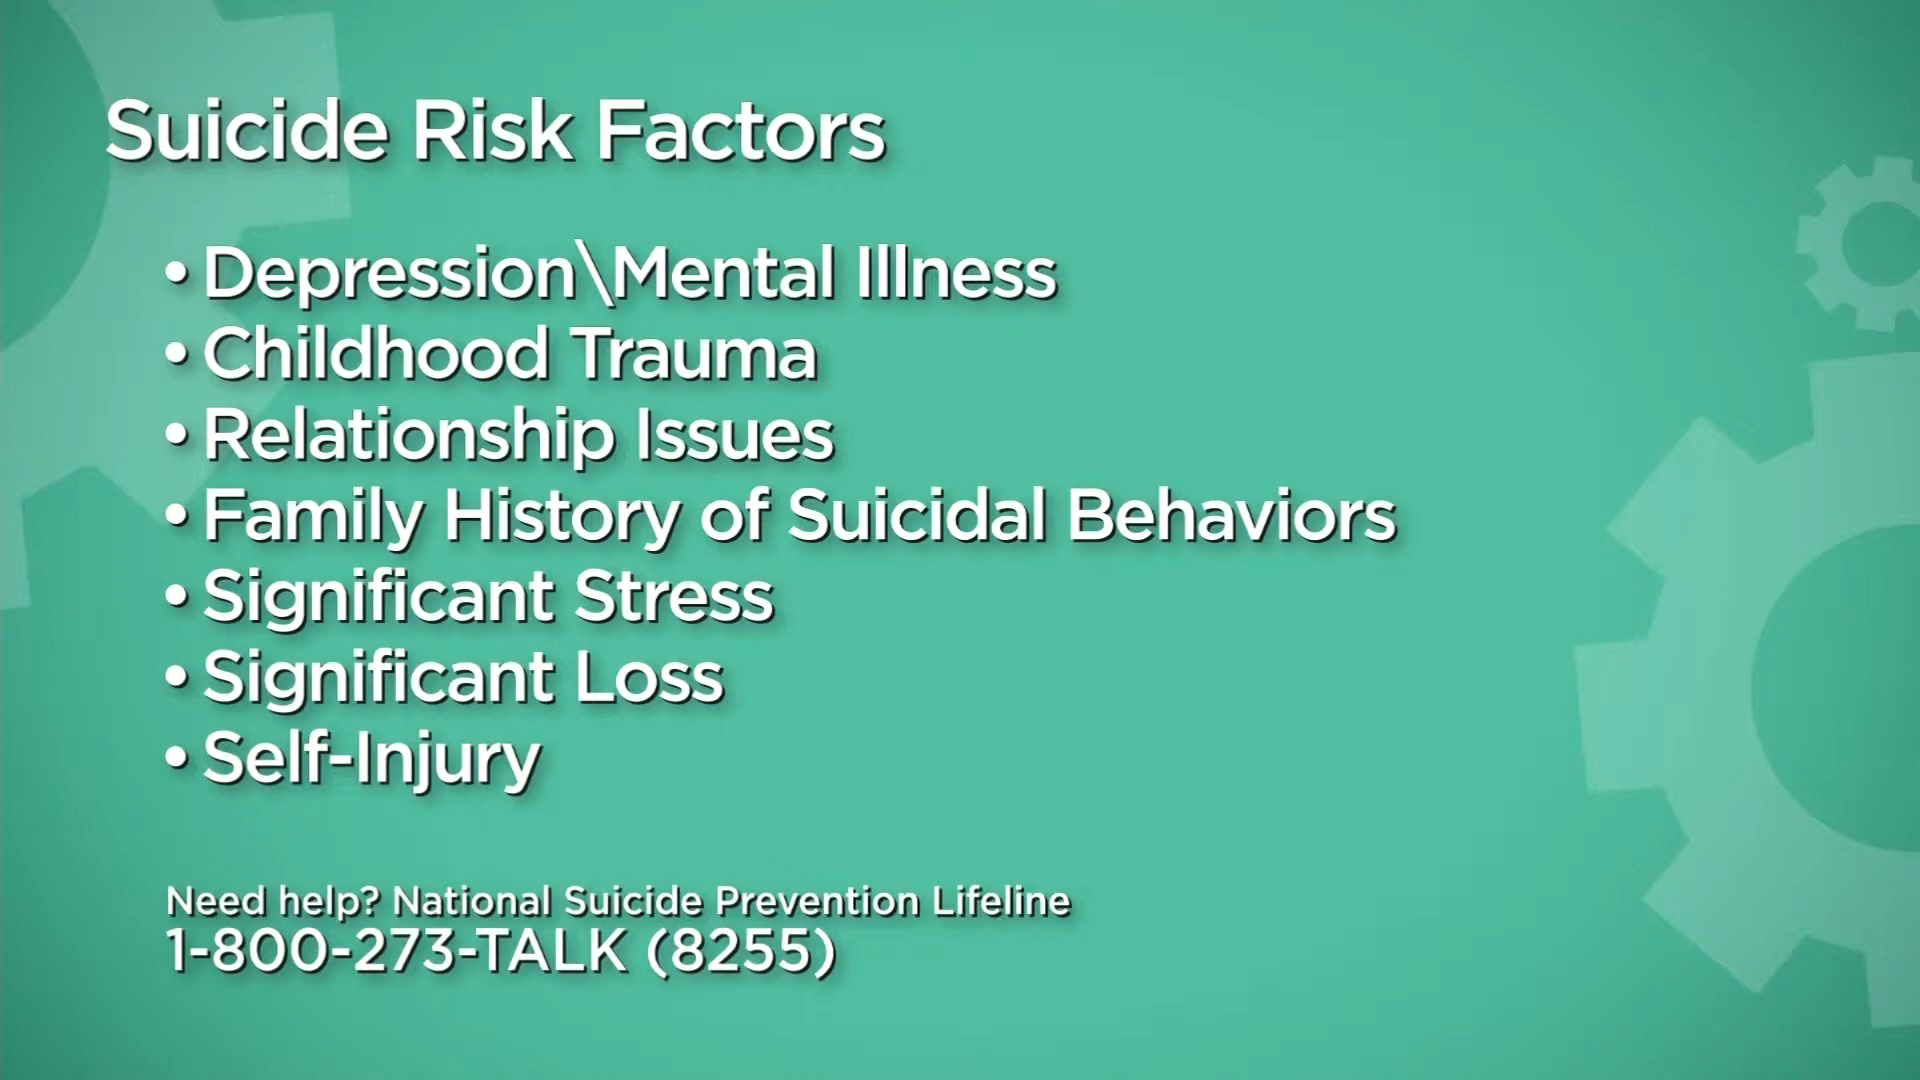 Suicide Risk Factors
• Depression\Mental Illness
• Childhood Trauma
• Relationship Issues
• Family History of Suicidal Behaviors
• Significant Stress
• Significant Loss
• Self-Injury
Need help? National Suicide Prevention Lifeline
1-800-273-TALK (8255)